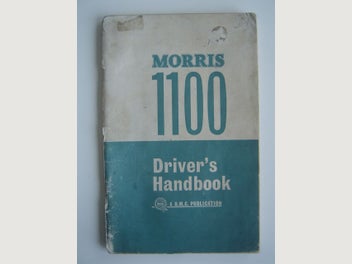 MORRIS
1100
Driver's
Handbook
A B.M.C. PUBLICATION